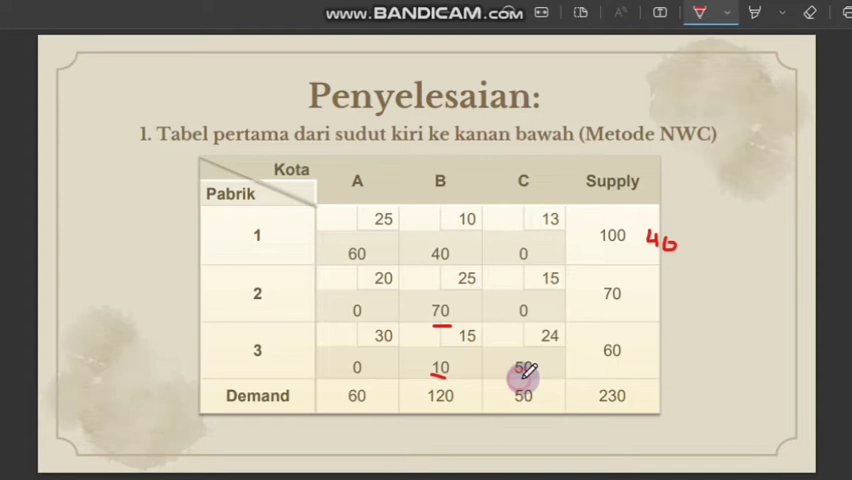 www.BANDICAM.com
Penyelesaian:
1. Tabel pertama dari sudut kiri ke kanan bawah (Metode NWC)
Kota
Pabrik
A B C Supply
25 10 13
1 100 40
60 40 0
20 25 15
2 70
0 70 0
30 15 24
3 60
0 10 50
Demand 60 120 50 230